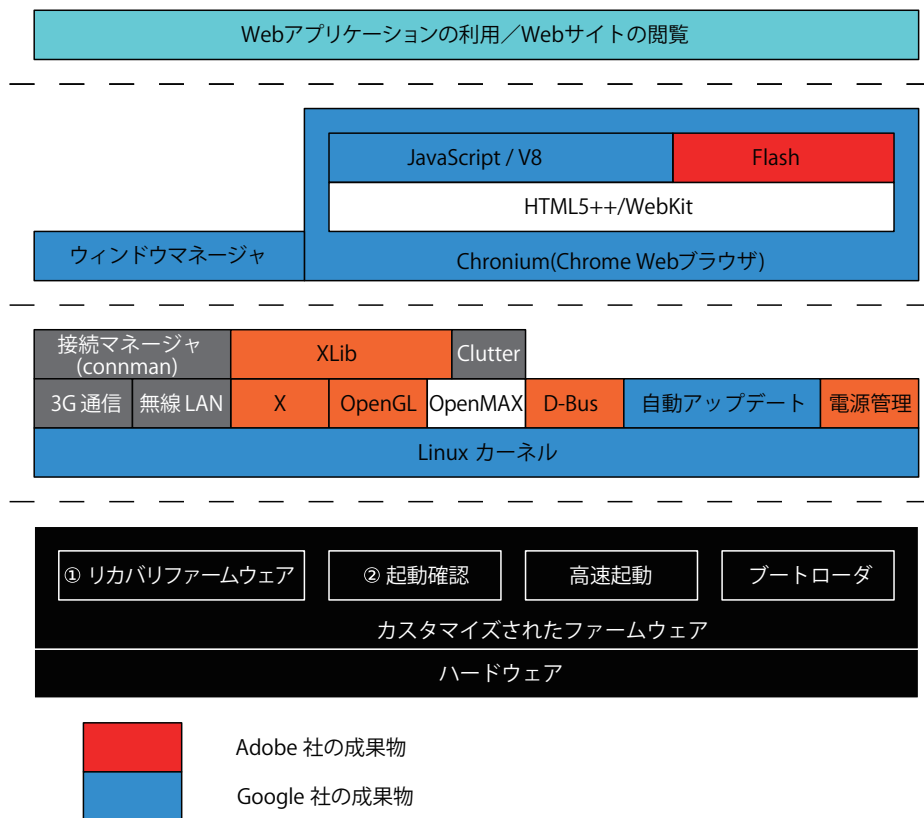 Webアプリケーションの利用／Webサイトの閲覧
JavaScript / V8
Flash
HTML5++/WebKit
ウィンドウマネージャ
Chronium(Chrome Webブラウザ)
接続マネージャ
(connman)
XLib
Clutter
3G 通信
無線 LAN
X
OpenGL
OpenMAX
D-Bus
自動アップデート
電源管理
Linux カーネル
① リカバリファームウェア
② 起動確認
高速起動
ブートローダ
カスタマイズされたファームウェア
ハードウェア
Adobe 社の成果物
Google 社の成果物